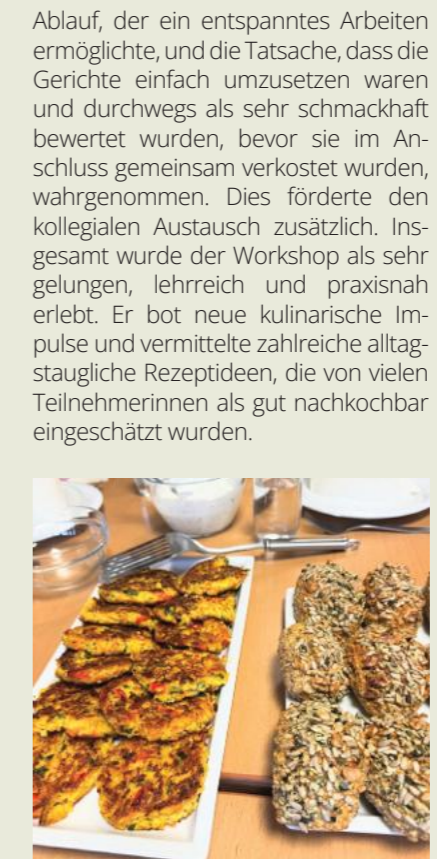 Ablauf, der ein entspanntes Arbeiten
ermöglichte, und die Tatsache, dass die
Gerichte einfach umzusetzen waren
und durchwegs als sehr schmackhaft
bewertet wurden, bevor sie im An-
schluss gemeinsam verkostet wurden,
wahrgenommen. Dies förderte den
kollegialen Austausch zusätzlich. Ins-
gesamt wurde der Workshop als sehr
gelungen, lehrreich und praxisnah
erlebt. Er bot neue kulinarische Im-
pulse und vermittelte zahlreiche alltag-
staugliche Rezeptideen, die von vielen
Teilnehmerinnen als gut nachkochbar
eingeschätzt wurden.